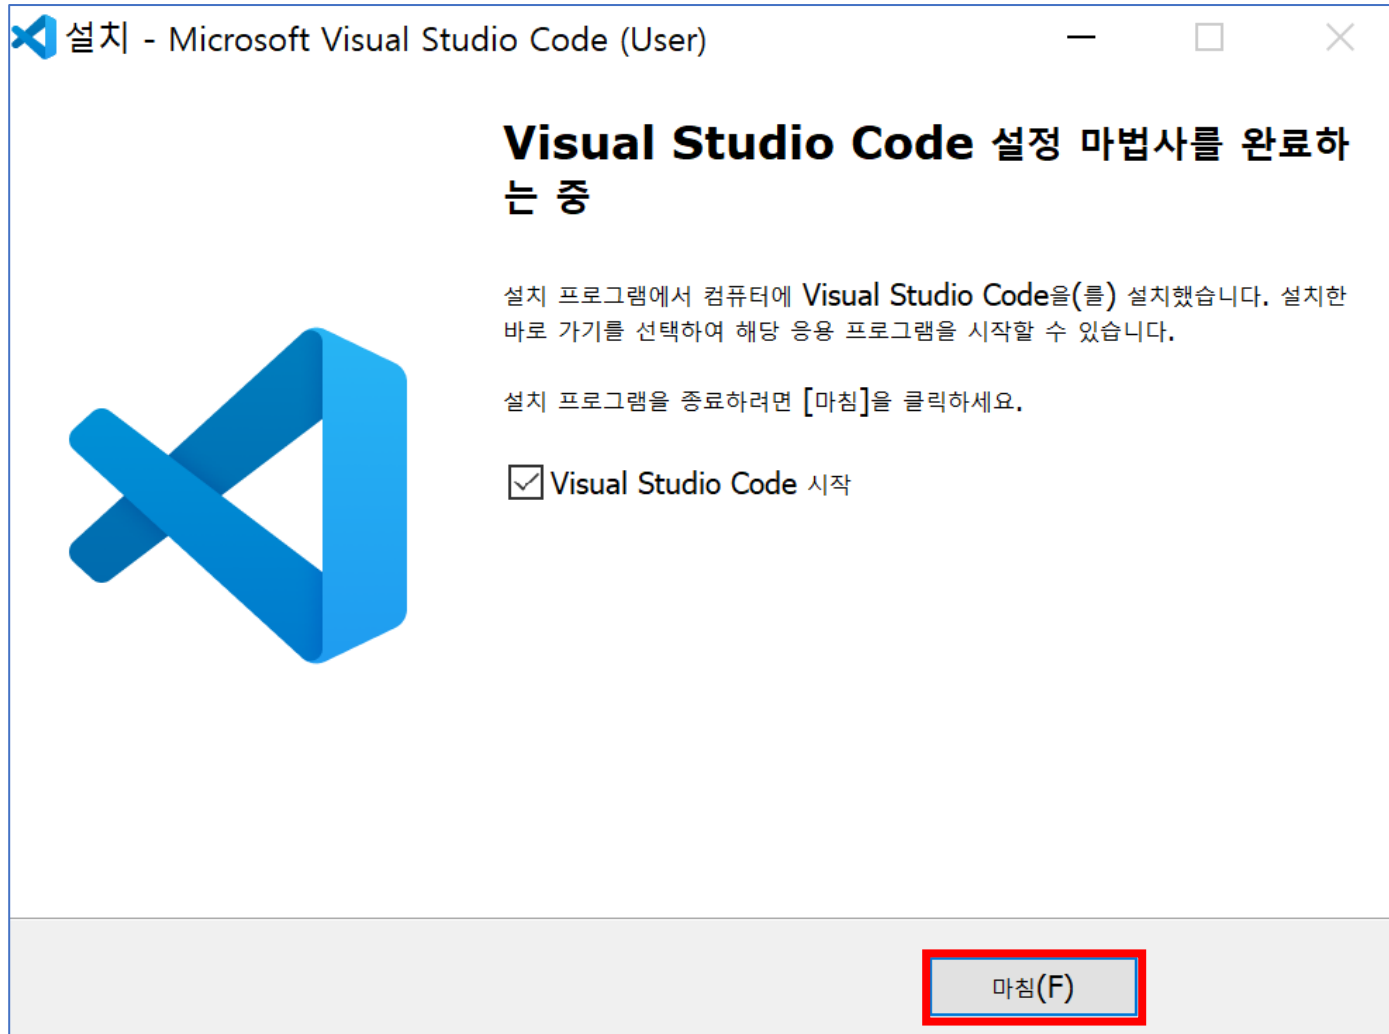 설치 - Microsoft Visual Studio Code (User)
Visual Studio Code 설정 마법사를 완료하
는 중
설치 프로그램에서 컴퓨터에 Visual Studio Code을(를) 설치했습니다. 설치한
바로 가기를 선택하여 해당 응용 프로그램을 시작할 수 있습니다.
설치 프로그램을 종료하려면 [마침]을 클릭하세요.
Visual Studio Code 시작
마침(F)